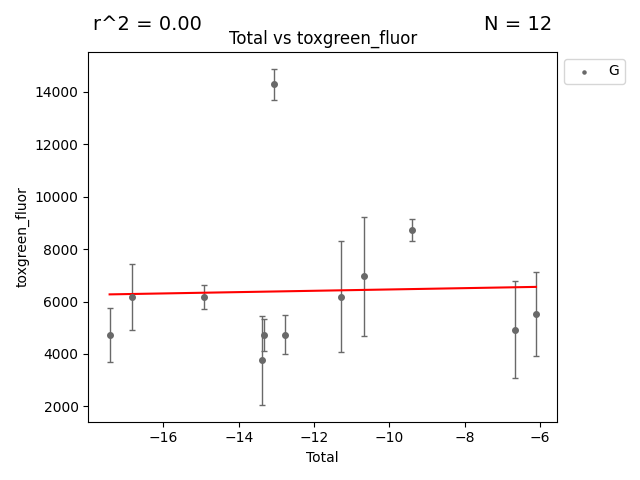 r^2 = 0.00
N = 12
Total vs toxgreen_fluor
G
14000
12000
10000
8000
6000
4000
2000
toxgreen_fluor
−16
−14
−12
−10
−8
−6
Total